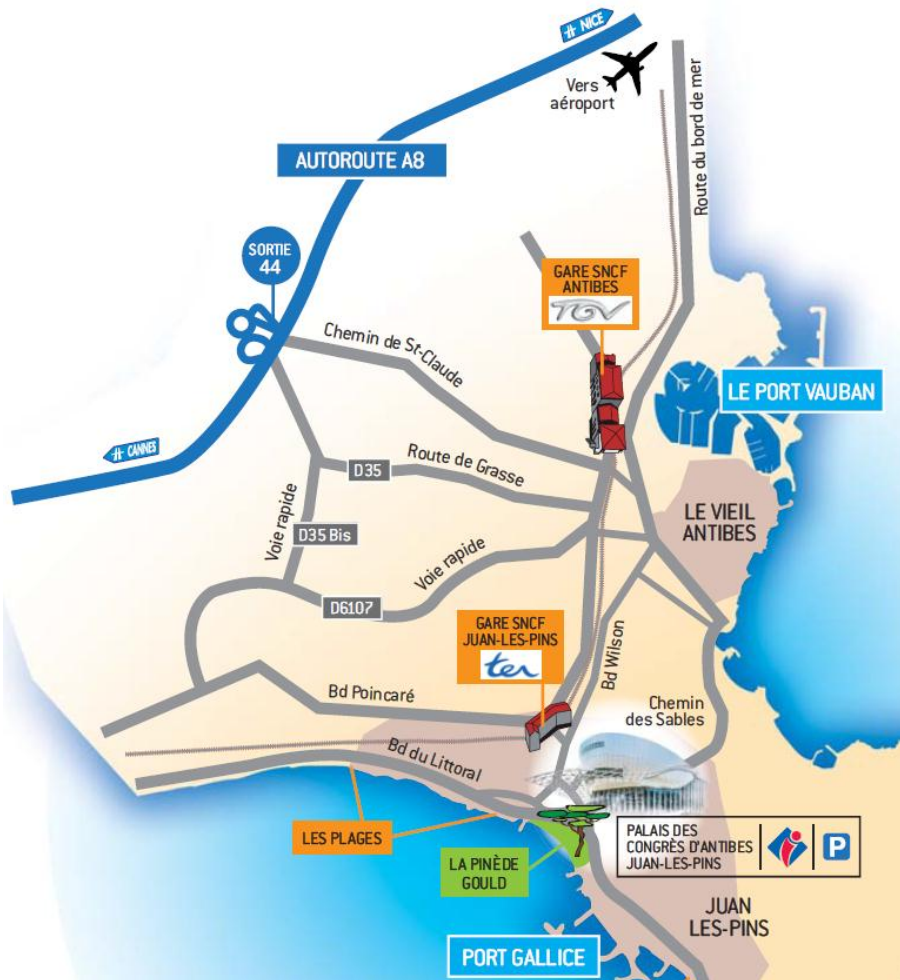 NICE
Vers
aéroport
Route du bord de mer
AUTOROUTE A8
SORTIE
44
GARE SNCF
ANTIBES
TGV
Chemin de St-Claude
LE PORT VAUBAN
CANNES
D35
Route de Grasse
LE VIEIL
ANTIBES
Voie rapide
D35 Bis
Voie rapide
D6107
GARE SNCF
JUAN-LES-PINS
ter
Bd Wilson
Bd Poincaré
Chemin
des Sables
Bd du Littoral
LES PLAGES
PALAIS DES
CONGRÈS D'ANTIBES
JUAN-LES-PINS
P
LA PINÈDE
GOULD
JUAN
LES-PINS
PORT GALLICE